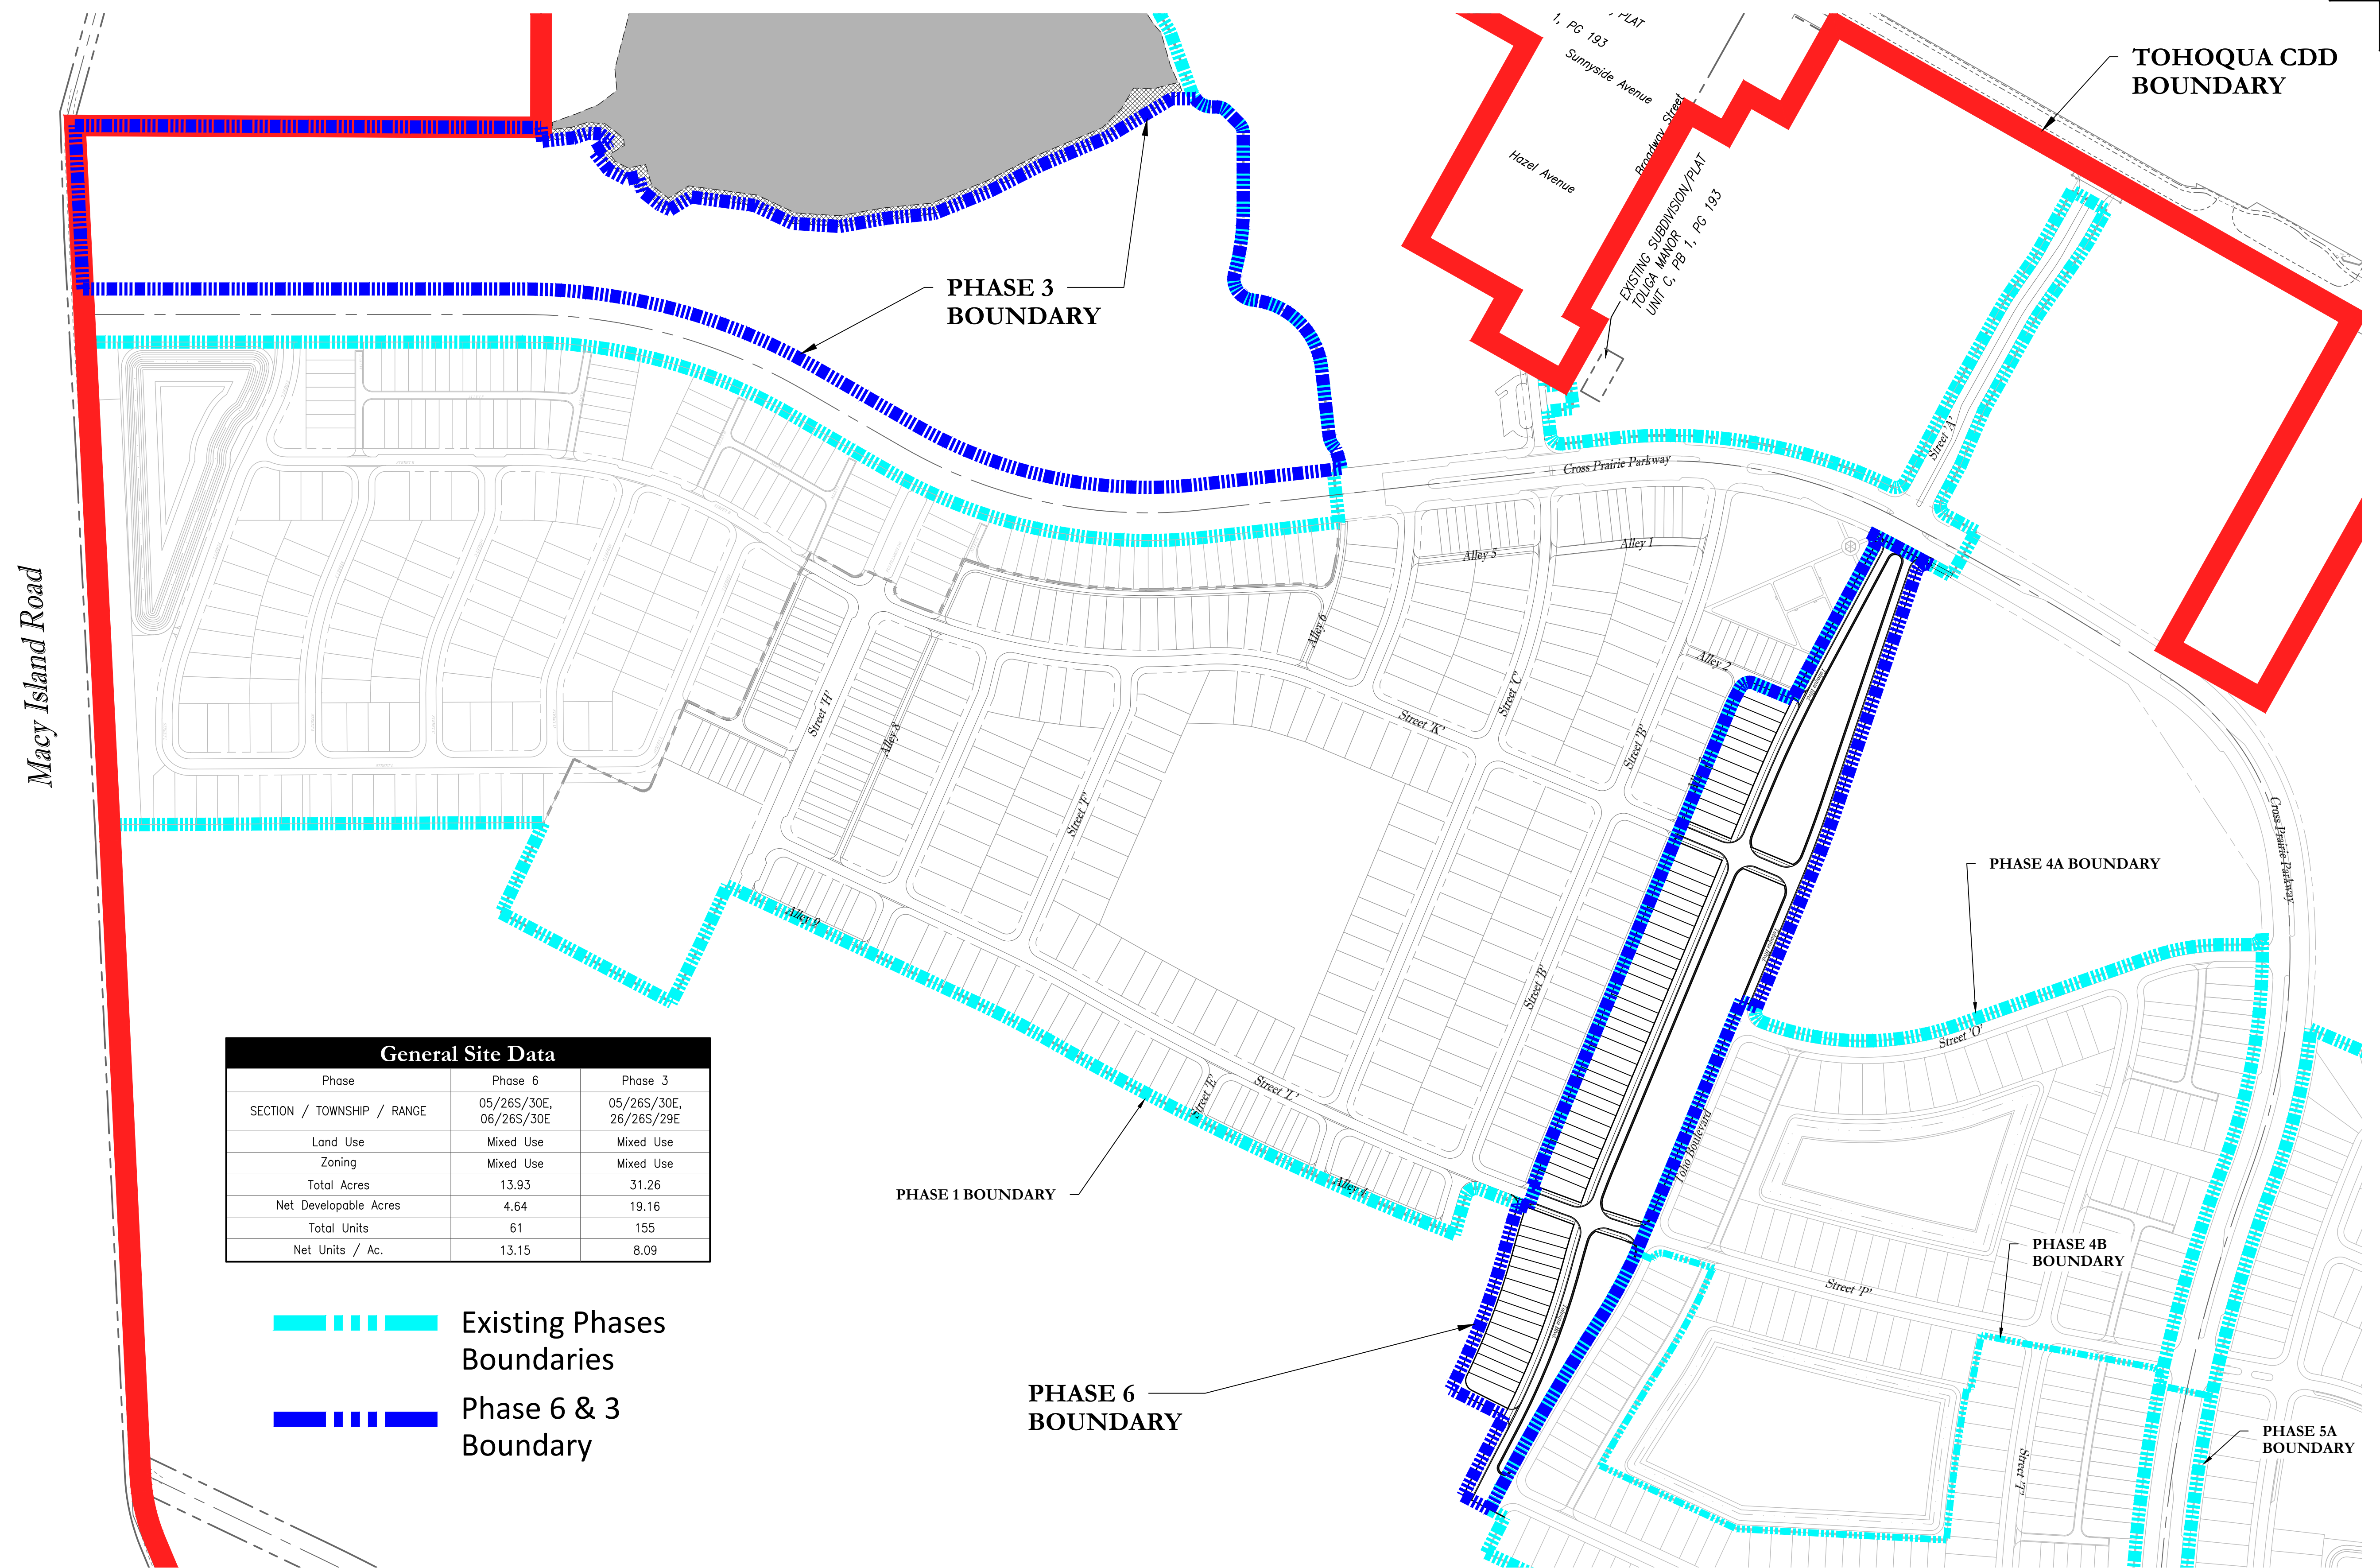 , PLAT
1, PG 193
Sunnyside Avenue
Broadway Street
Hazel Avenue
EXISTING SUBDIVISION/PLAT
TOLIGA MANOR
UNIT C, PB 1, PG 193
TOHOQUA CDD
BOUNDARY
PHASE 3
BOUNDARY
Cross Prairie Parkway
Street 'A'
Alley 5
Alley 1
Alley 6
Alley 2
Macy Island Road
Street 'H'
Alley 8
Street 'F'
Street 'K'
Street 'C'
Street 'B'
Cross Prairie Parkway
PHASE 4A BOUNDARY
Alley 9
Street 'B'
Street 'O'
Street 'E'
Street 'L'
Alley 4
Toho Boulevard
PHASE 1 BOUNDARY
PHASE 4B
BOUNDARY
Street 'P'
PHASE 6
BOUNDARY
PHASE 5A
BOUNDARY
Street 'T'
General Site Data
Phase Phase 6 Phase 3
SECTION / TOWNSHIP / RANGE 05/26S/30E, 06/26S/30E 05/26S/30E, 26/26S/29E
Land Use Mixed Use Mixed Use
Zoning Mixed Use Mixed Use
Total Acres 13.93 31.26
Net Developable Acres 4.64 19.16
Total Units 61 155
Net Units / Ac. 13.15 8.09
Existing Phases
Boundaries
Phase 6 & 3
Boundary